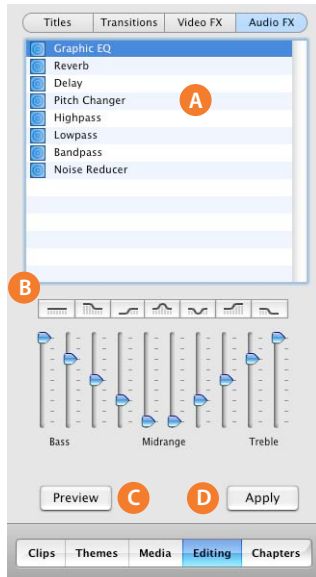 Titles Transitions Video FX Audio FX
Graphic EQ
Reverb
Delay
A
Pitch Changer
Highpass
Lowpass
Bandpass
Noise Reducer
B
Bass Midrange Treble
Preview C D Apply
Clips Themes Media Editing Chapters